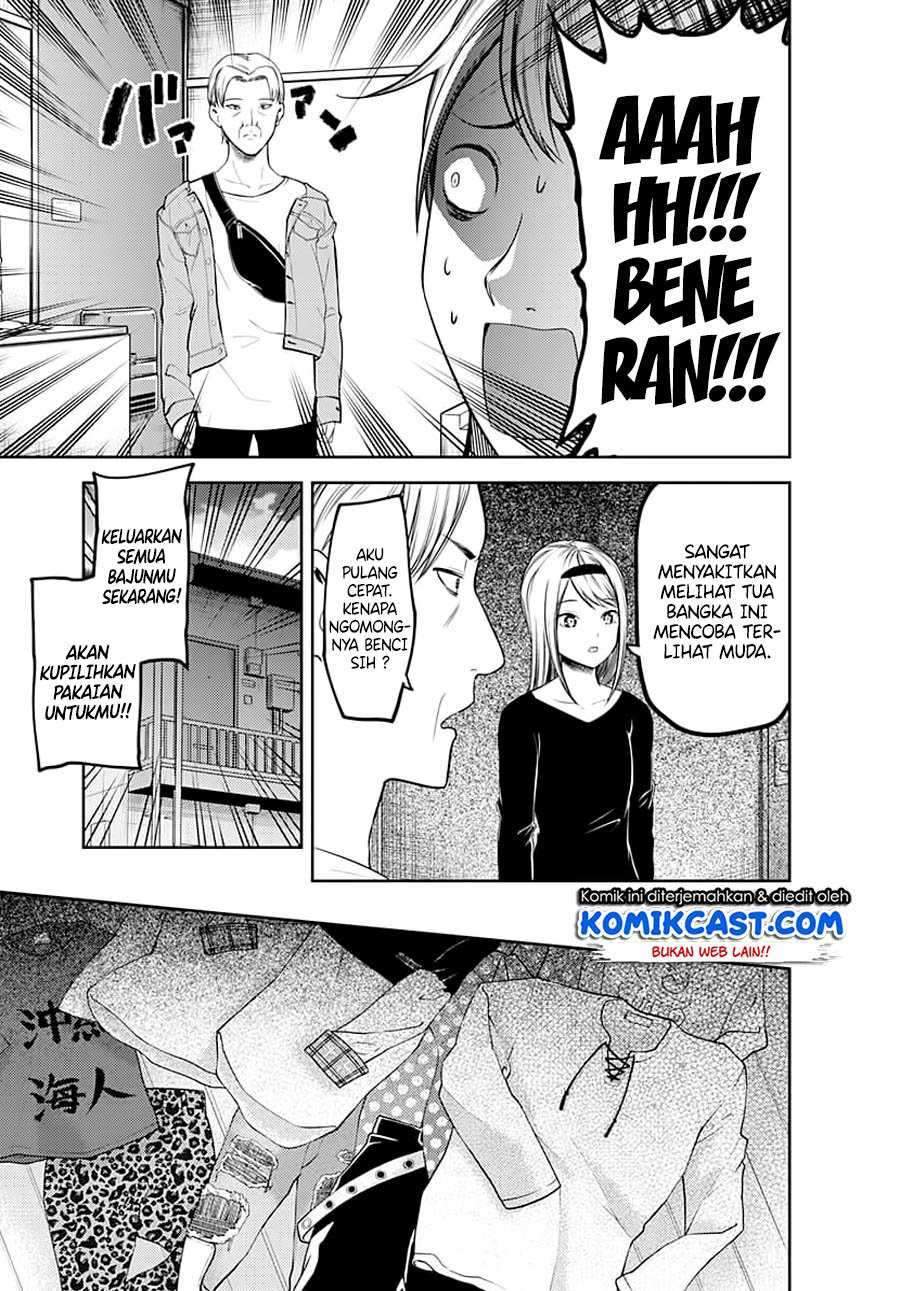 AAAH
HH!!!
BENE
RAN!!!
バ
ァ
ァ
ン
SANGAT
MENYAKITKAN
MELIHAT TUA
BANGKA INI
MENCOBA TER-
LIHAT MUDA.
AKU
PULANG
CEPAT.
KENAPA
NGOMONG-
NYA BENCI
SIH ?
KELUARKAN
SEMUA
BAJUNMU
SEKARANG!
AKAN
KUPILIHKAN
PAKAIAN
UNTUKMU!!
Komik ini diterjemahkan & diedit oleh
KOMIKCAST.COM
BUKAN WEB LAIN!!
沖縄
海人